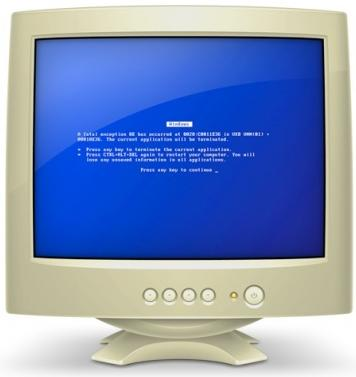 Windows
A fatal exception 0E has occurred at 0028:C0011E36 in UXD VMM(01) +
00010E36. The current application will be terminated.
* Press any key to terminate the current application.
* Press CTRL+ALT+DEL again to restart your computer. You will
lose any unsaved information in all applications.
Press any key to continue _